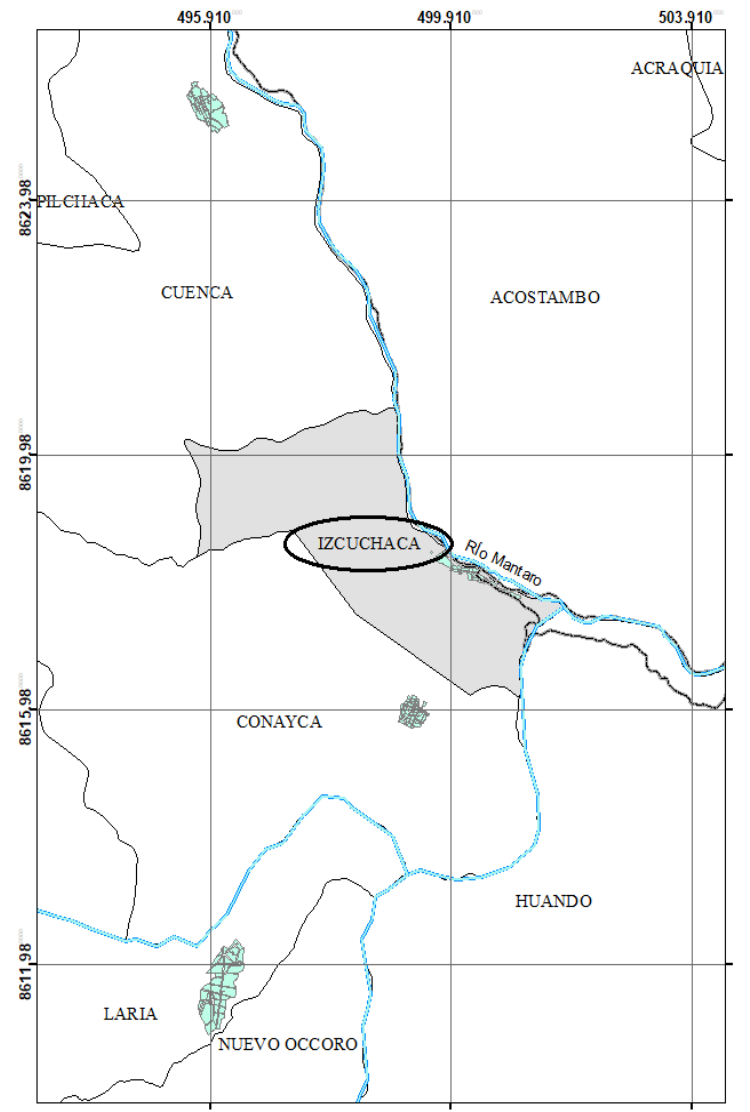 495.910
499.910
503.910
ACRAQUIA
8623.98
PILCHACA
CUENCA
ACOSTAMBO
8619.98
IZCUCHACA
Río Mantaro
8615.98
CONAYCA
HUANDO
8611.98
LARIA
NUEVO OCCORO